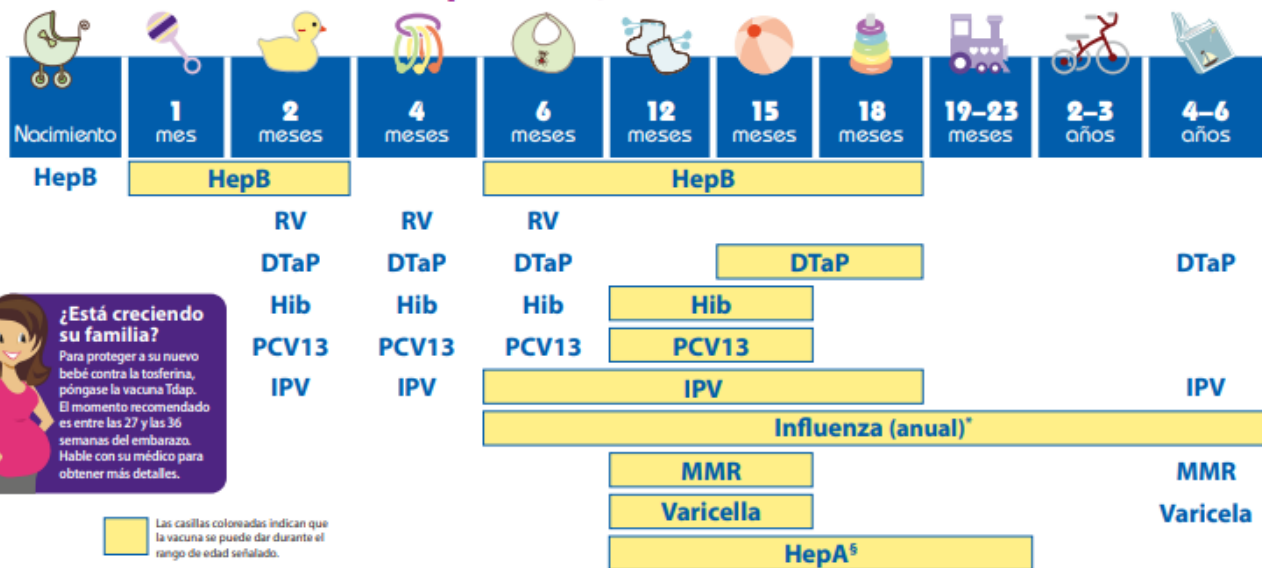 Nacimiento
1
mes
2
meses
4
meses
6
meses
12
meses
15
meses
18
meses
19–23
meses
2–3
años
4–6
años
HepB HepB HepB
RV RV RV
DTaP DTaP DTaP DTaP DTaP
Hib Hib Hib Hib
PCV13 PCV13 PCV13 PCV13
IPV IPV IPV IPV
Influenza (anual)*
MMR MMR
Varicella Varicela
HepA§
¿Está creciendo
su familia?
Para proteger a su nuevo
bebé contra la tosferina,
póngase la vacuna Tdap.
El momento recomendado
es entre las 27 y las 36
semanas del embarazo.
Hable con su médico para
obtener más detalles.
Las casillas coloreadas indican que
la vacuna se puede dar durante el
rango de edad señalado.